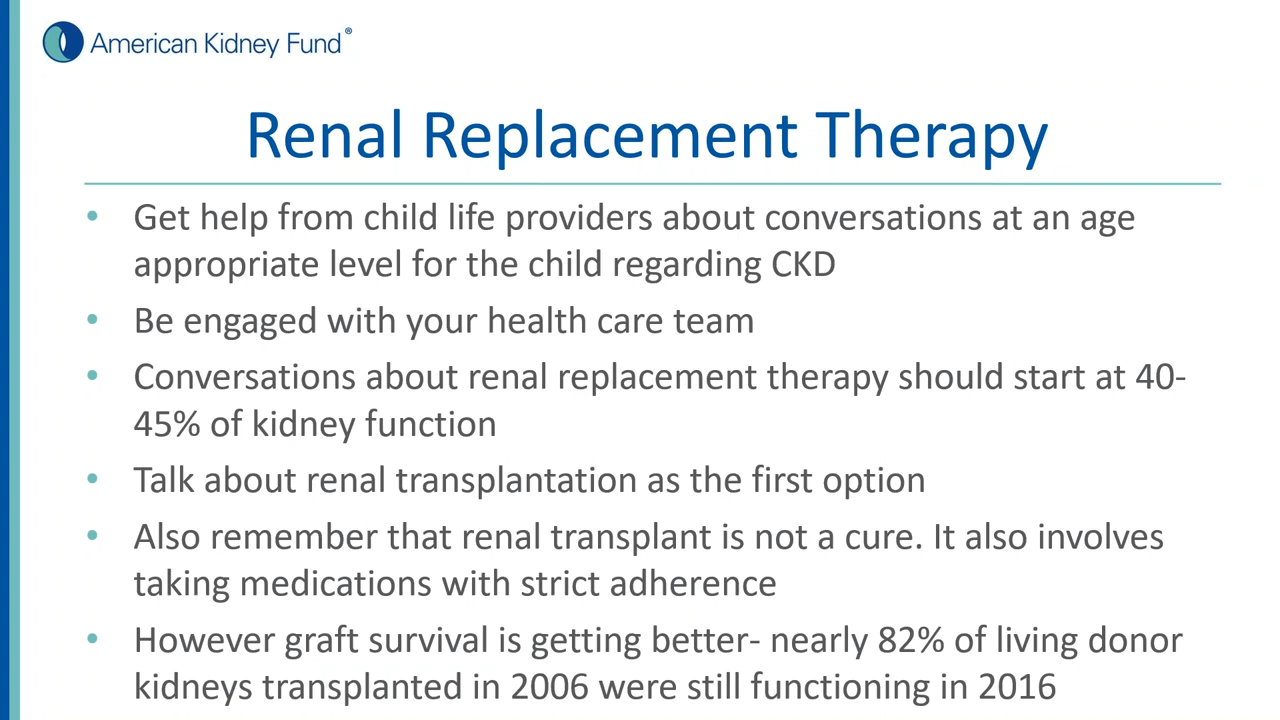 American Kidney Fund®
Renal Replacement Therapy
• Get help from child life providers about conversations at an age
appropriate level for the child regarding CKD
• Be engaged with your health care team
• Conversations about renal replacement therapy should start at 40-
45% of kidney function
• Talk about renal transplantation as the first option
• Also remember that renal transplant is not a cure. It also involves
taking medications with strict adherence
• However graft survival is getting better- nearly 82% of living donor
kidneys transplanted in 2006 were still functioning in 2016